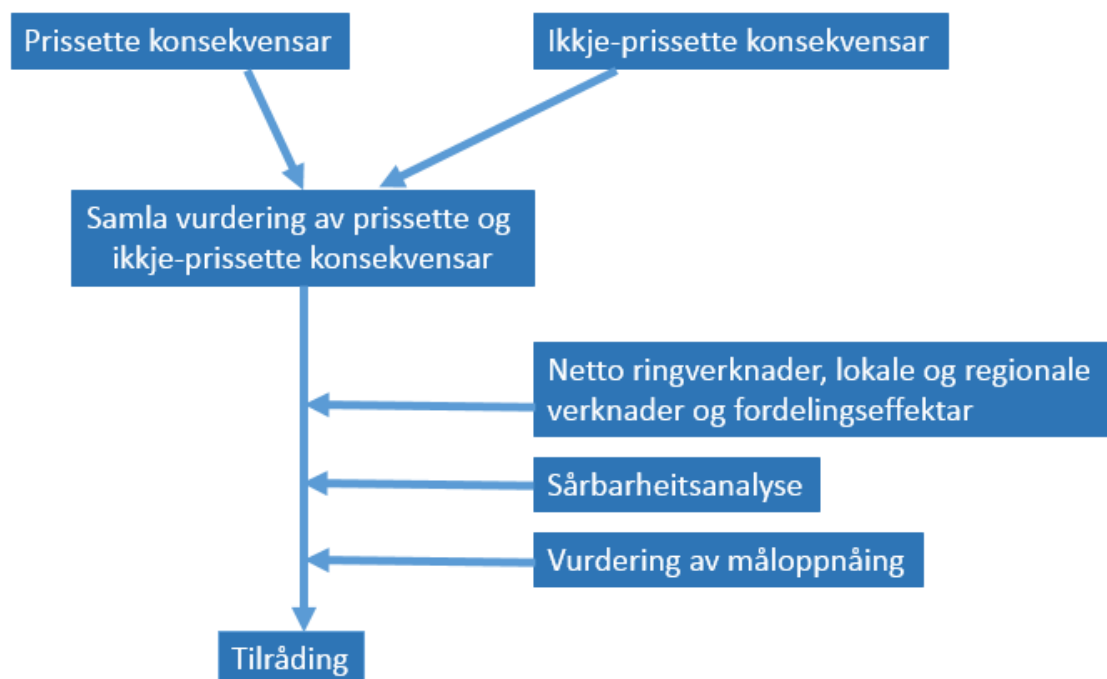 Prissette konsekvensar
Ikkje-prissette konsekvensar
Samla vurdering av prissette og
ikkje-prissette konsekvensar
Netto ringverknader, lokale og regionale
verknader og fordelingseffektar
Sårbarheitsanalyse
Vurdering av måloppnåing
Tilråding